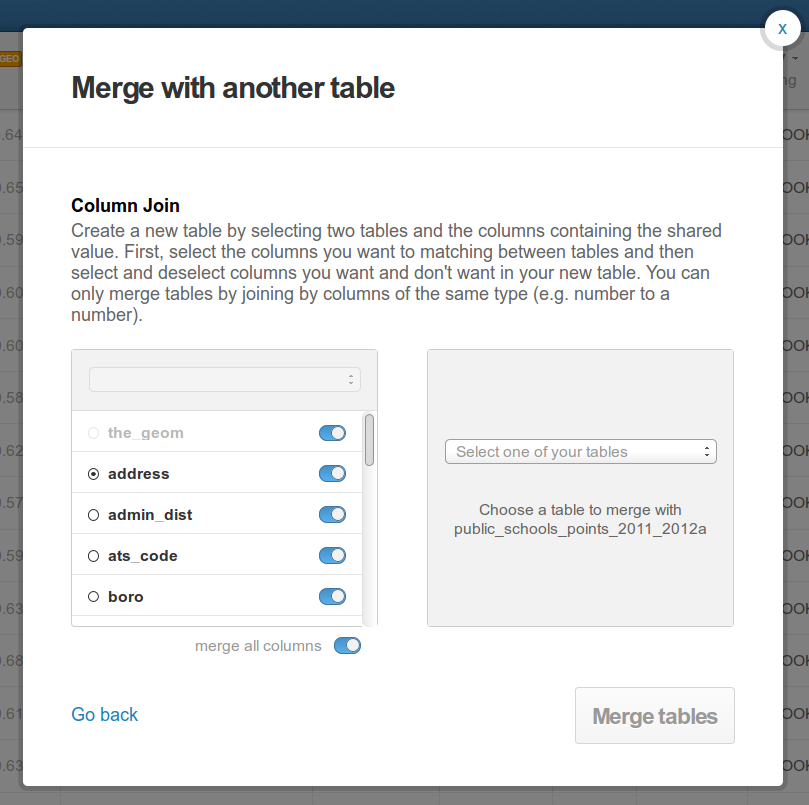 X
GEO
Merge with another table
Column Join
Create a new table by selecting two tables and the columns containing the shared
value. First, select the columns you want to matching between tables and then
select and deselect columns you want and don't want in your new table. You can
only merge tables by joining by columns of the same type (e.g. number to a
number).
the_geom
address
admin_dist
ats_code
boro
merge all columns
Select one of your tables
Choose a table to merge with
public_schools_points_2011_2012a
Go back
Merge tables